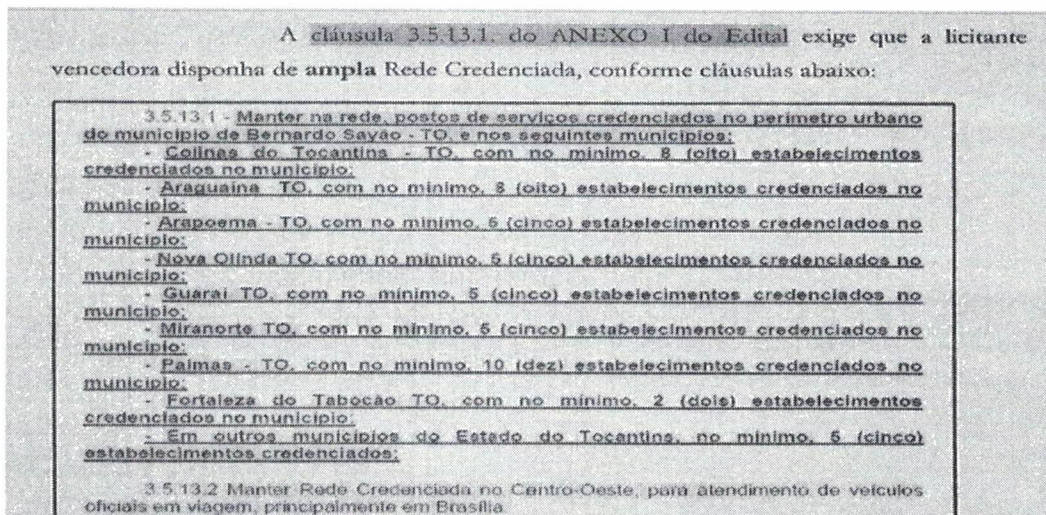 A cláusula 3.5.13.1. do ANEXO I do Edital exige que a licitante
vencedora disponha de ampla Rede Credenciada, conforme cláusulas abaixo:
3.5.13.1 - Manter na rede, postos de serviços credenciados no perímetro urbano
do município de Bernardo Sayão - TO, e nos seguintes municípios:
- Colinas do Tocantins - TO, com no mínimo, 8 (oito) estabelecimentos
credenciados no município;
- Araguaína TO, com no mínimo, 8 (oito) estabelecimentos credenciados no
município;
- Arapoema - TO, com no mínimo, 5 (cinco) estabelecimentos credenciados no
município;
- Nova Olinda TO, com no mínimo, 5 (cinco) estabelecimentos credenciados no
município;
- Guaraí TO, com no mínimo, 5 (cinco) estabelecimentos credenciados no
município;
- Miranorte TO, com no mínimo, 5 (cinco) estabelecimentos credenciados no
município;
- Palmas - TO, com no mínimo, 10 (dez) estabelecimentos credenciados no
município;
- Fortaleza do Tabocão TO, com no mínimo, 2 (dois) estabelecimentos
credenciados no município;
- Em outros municípios do Estado do Tocantins, no mínimo, 5 (cinco)
estabelecimentos credenciados;
3.5.13.2 Manter Rede Credenciada no Centro-Oeste, para atendimento de veículos
oficiais em viagem, principalmente em Brasília.